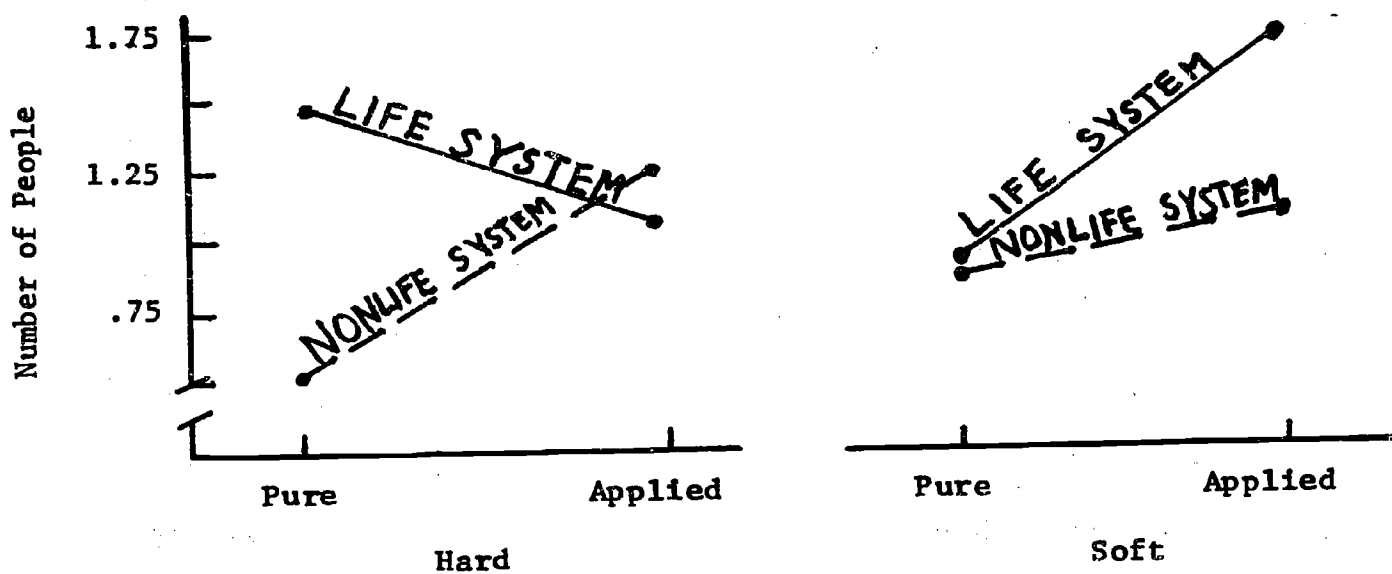 1.75
1.25
.75
Number of People
LIFE SYSTEM
NONLIFE SYSTEM
Pure
Applied
Hard
LIFE SYSTEM
NONLIFE SYSTEM
Pure
Applied
Soft